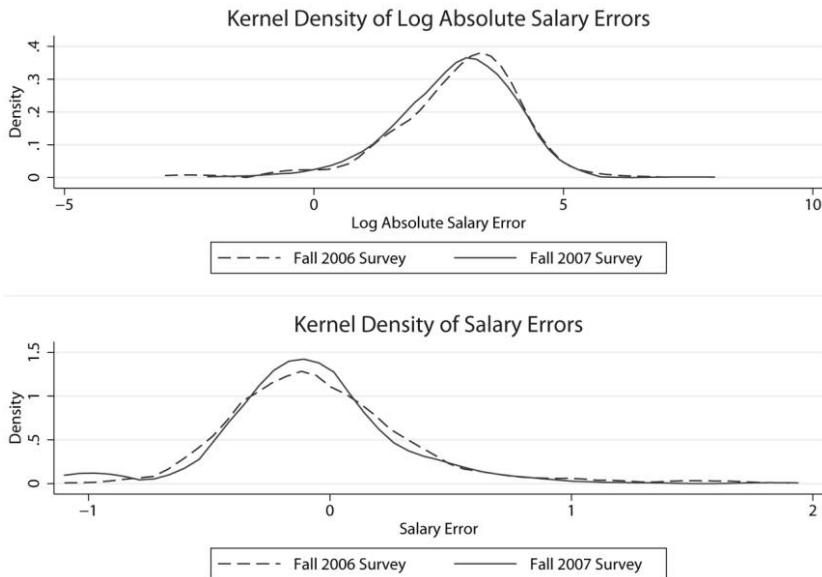 Kernel Density of Log Absolute Salary Errors
.4
.3
.2
.1
0
Density
−5 0 5 10
Log Absolute Salary Error
Fall 2006 Survey Fall 2007 Survey
Kernel Density of Salary Errors
1.5
1
.5
0
Density
−1 0 1 2
Salary Error
Fall 2006 Survey Fall 2007 Survey